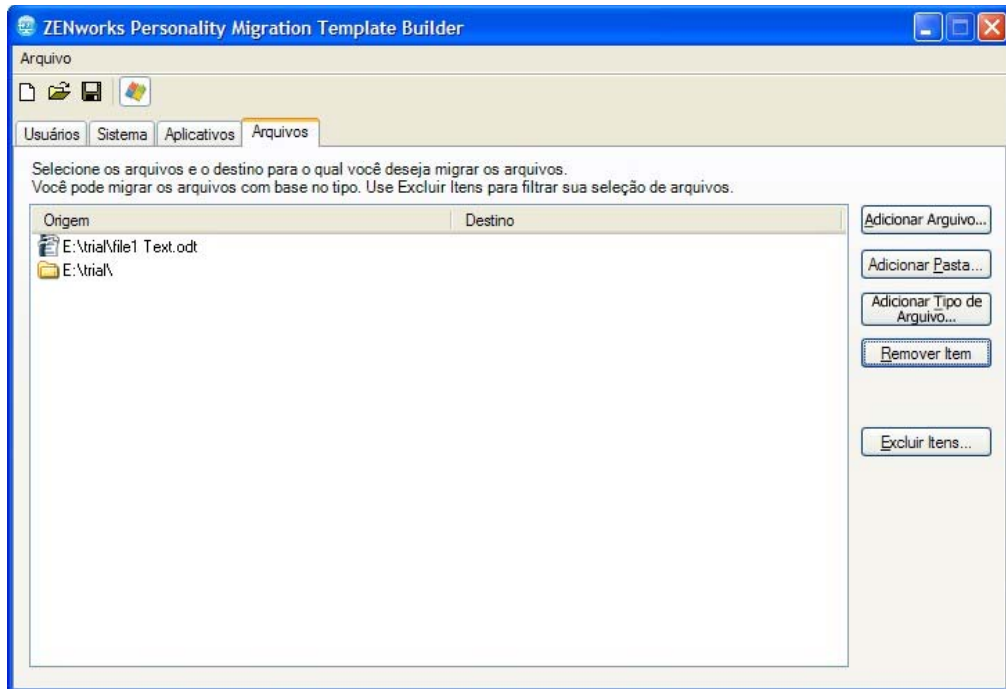 ZENworks Personality Migration Template Builder
Arquivo
Usuários Sistema Aplicativos Arquivos
Selecione os arquivos e o destino para o qual você deseja migrar os arquivos.
Você pode migrar os arquivos com base no tipo. Use Excluir Itens para filtrar sua seleção de arquivos.
Origem Destino
E:\trial\file1 Text.odt
E:\trial\
Adicionar Arquivo...
Adicionar Pasta...
Adicionar Tipo de
Arquivo...
Remover Item
Excluir Itens...